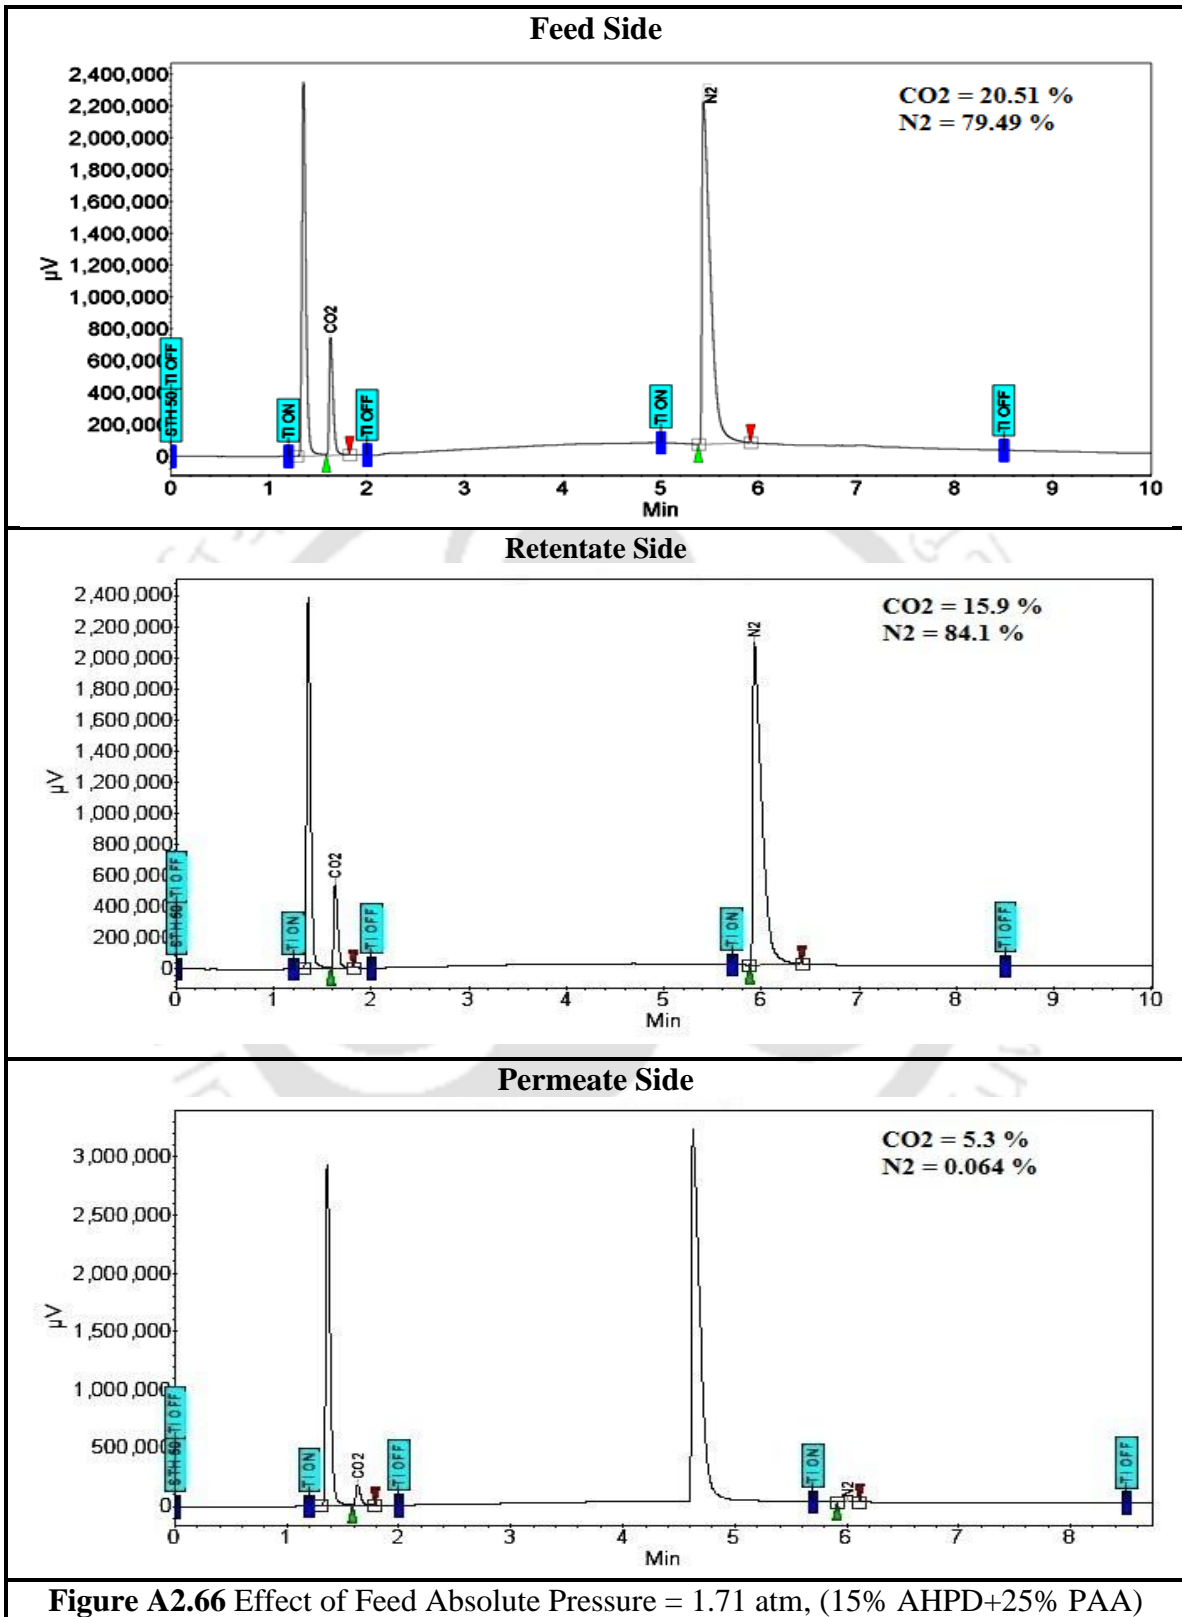 Feed Side
2,400,000
2,200,000
2,000,000
1,800,000
1,600,000
1,400,000
1,200,000
1,000,000
800,000
600,000
400,000
200,000
0
µV
STH 50-TI OFF
TI ON
CO2
TI OFF
TI ON
N2
TI OFF
CO2 = 20.51 %
N2 = 79.49 %
0 1 2 3 4 5 6 7 8 9 10
Min
Retentate Side
2,400,000
2,200,000
2,000,000
1,800,000
1,600,000
1,400,000
1,200,000
1,000,000
800,000
600,000
400,000
200,000
0
µV
STH 50-TI OFF
TI ON
CO2
TI OFF
TI ON
N2
TI OFF
CO2 = 15.9 %
N2 = 84.1 %
0 1 2 3 4 5 6 7 8 9 10
Min
Permeate Side
3,000,000
2,500,000
2,000,000
1,500,000
1,000,000
500,000
0
µV
STH 50-TI OFF
TI ON
CO2
TI OFF
TI ON
N2
TI OFF
CO2 = 5.3 %
N2 = 0.064 %
0 1 2 3 4 5 6 7 8
Min
Figure A2.66 Effect of Feed Absolute Pressure = 1.71 atm, (15% AHPD+25% PAA)